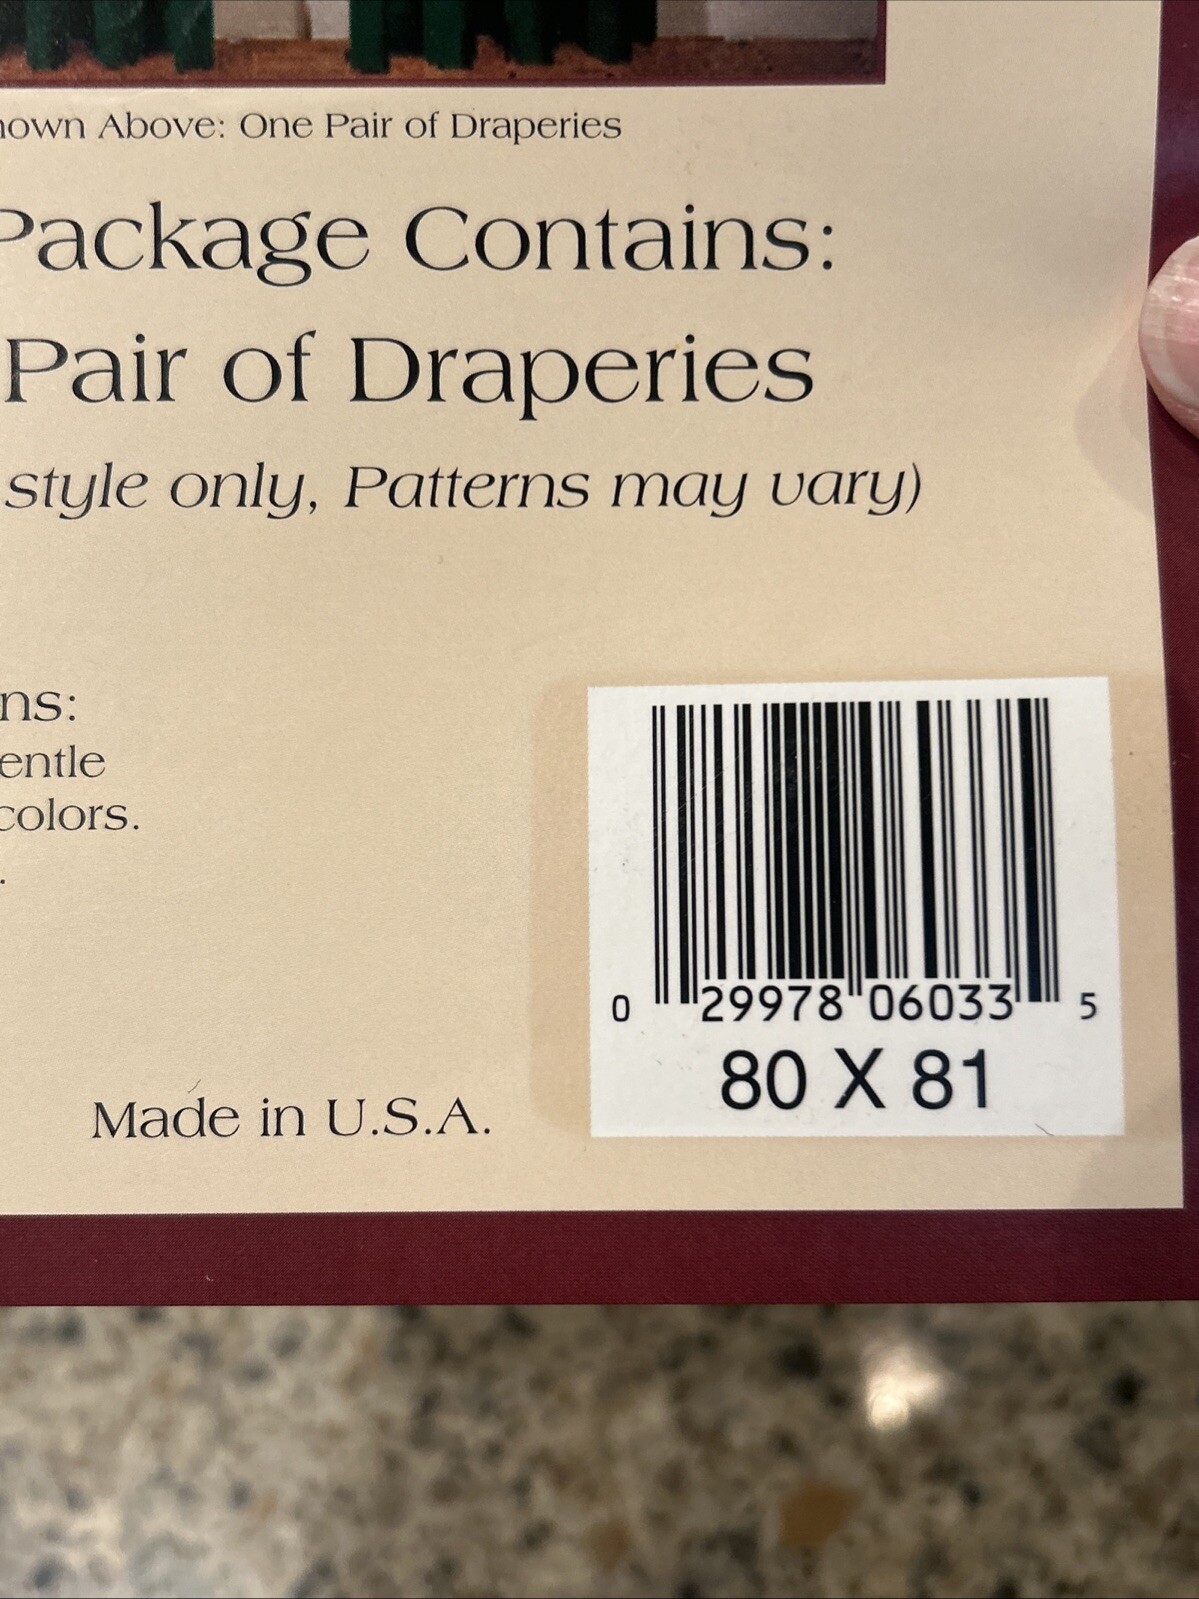 hown Above: One Pair of Draperies
Package Contains:
Pair of Draperies
style only, Patterns may vary)
ns:
entle
colors.
.
0 29978 06033 5
80 X 81
Made in U.S.A.